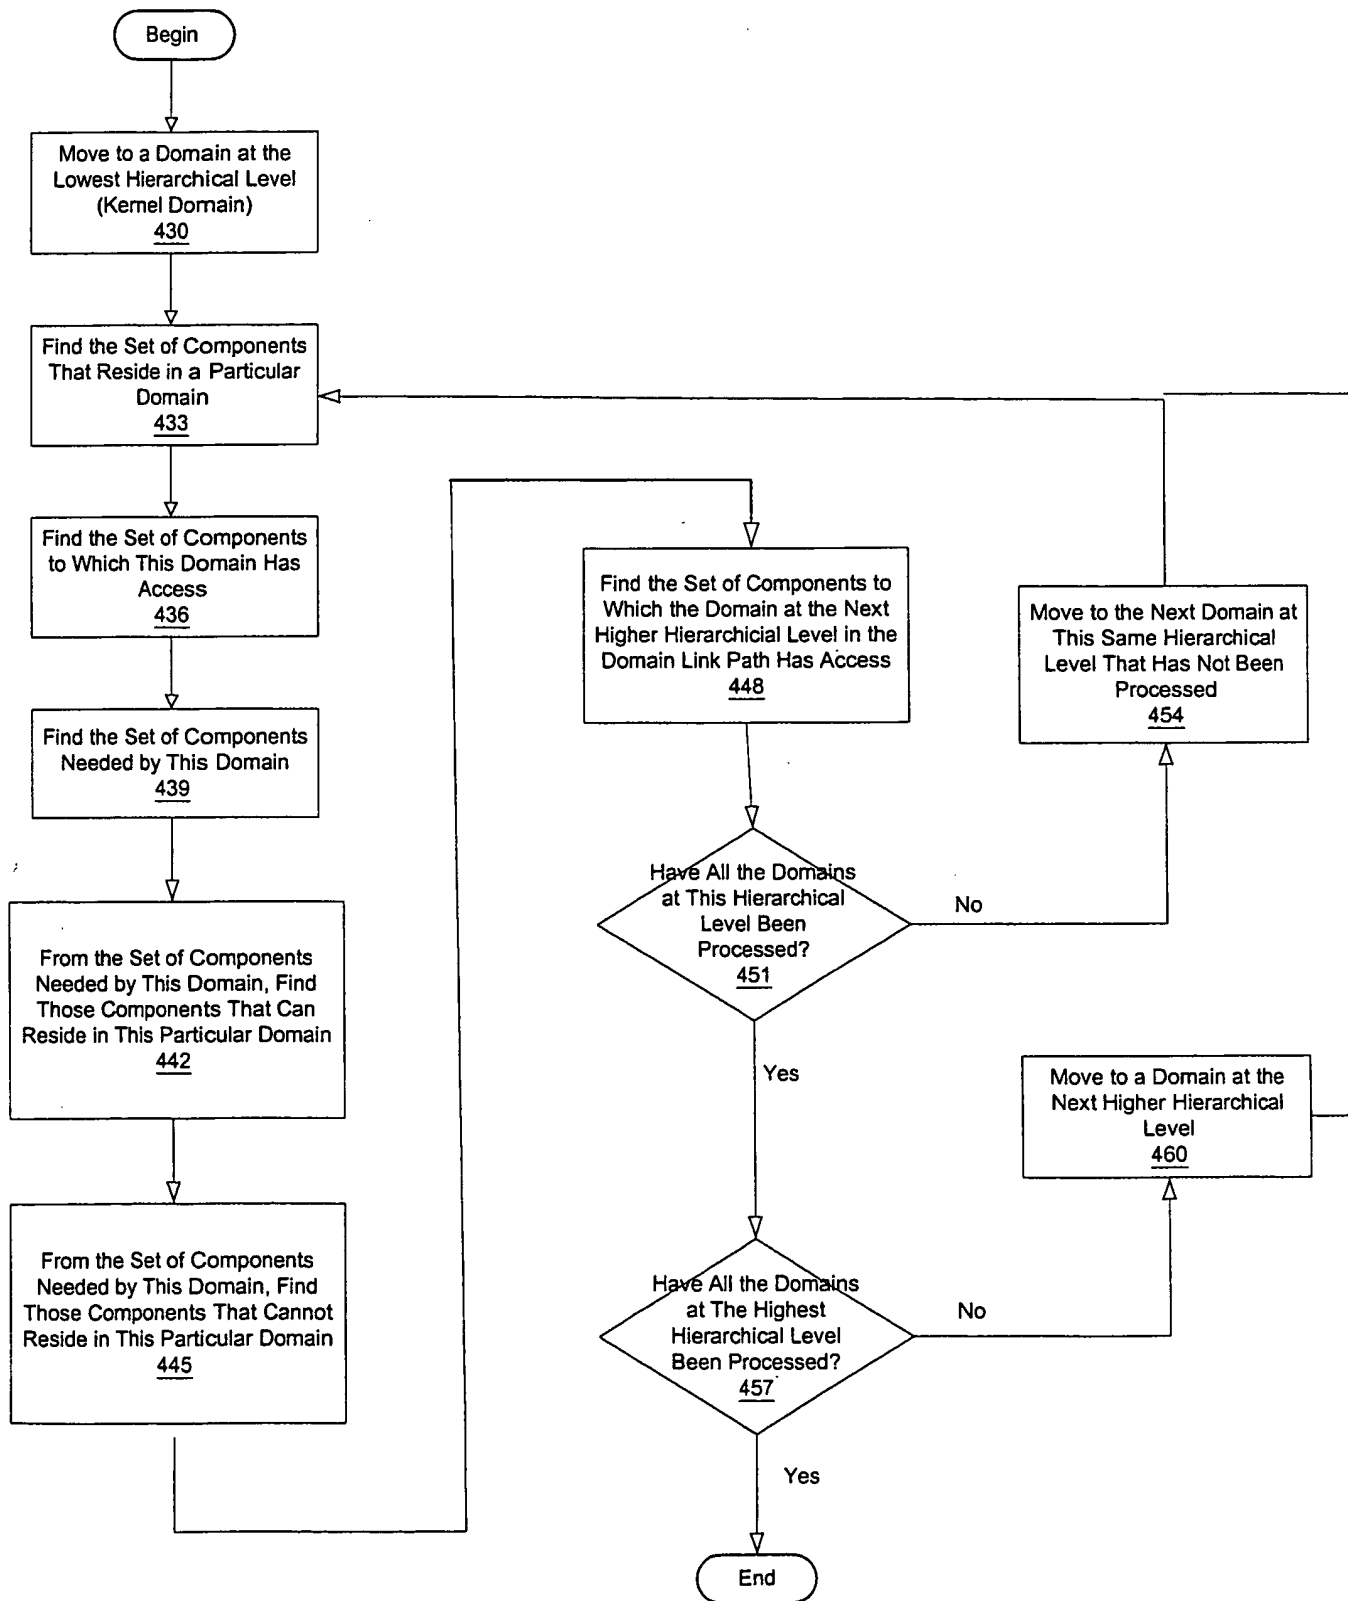 Begin
Move to a Domain at the
Lowest Hierarchical Level
(Kernel Domain)
430
Find the Set of Components
That Reside in a Particular
Domain
433
Find the Set of Components
to Which This Domain Has
Access
436
Find the Set of Components
Needed by This Domain
439
From the Set of Components
Needed by This Domain, Find
Those Components That Can
Reside in This Particular Domain
442
From the Set of Components
Needed by This Domain, Find
Those Components That Cannot
Reside in This Particular Domain
445
Find the Set of Components to
Which the Domain at the Next
Higher Hierarchicial Level in the
Domain Link Path Has Access
448
Have All the Domains
at This Hierarchical
Level Been
Processed?
451
No
Move to the Next Domain at
This Same Hierarchical
Level That Has Not Been
Processed
454
Yes
Have All the Domains
at The Highest
Hierarchical Level
Been Processed?
457
No
Move to a Domain at the
Next Higher Hierarchical
Level
460
Yes
End